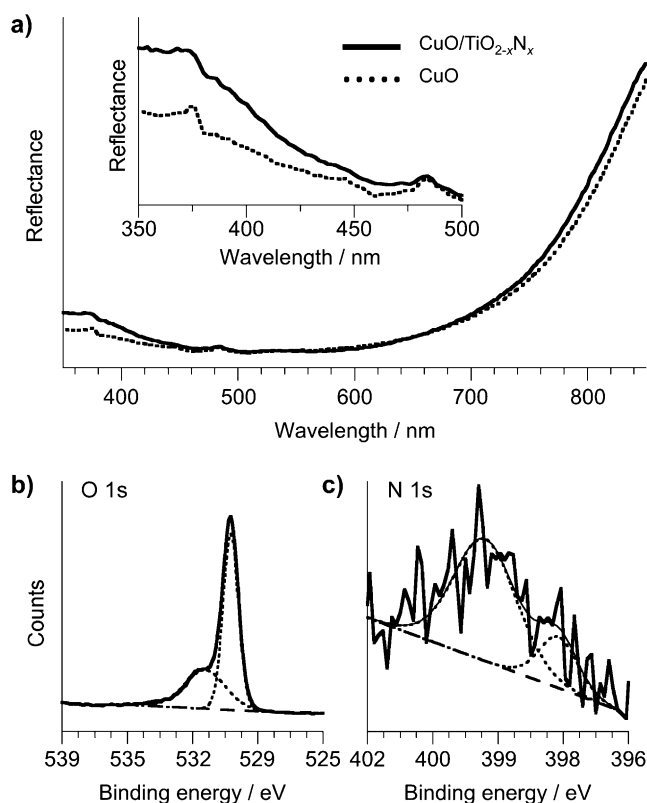 a)
CuO/TiO2-xNx
CuO
Reflectance
350 400 450 500
Wavelength / nm
Reflectance
400 500 600 700 800
Wavelength / nm
b) O 1s
Counts
539 535 532 529 525
Binding energy / eV
c) N 1s
402 400 399 398 396
Binding energy / eV